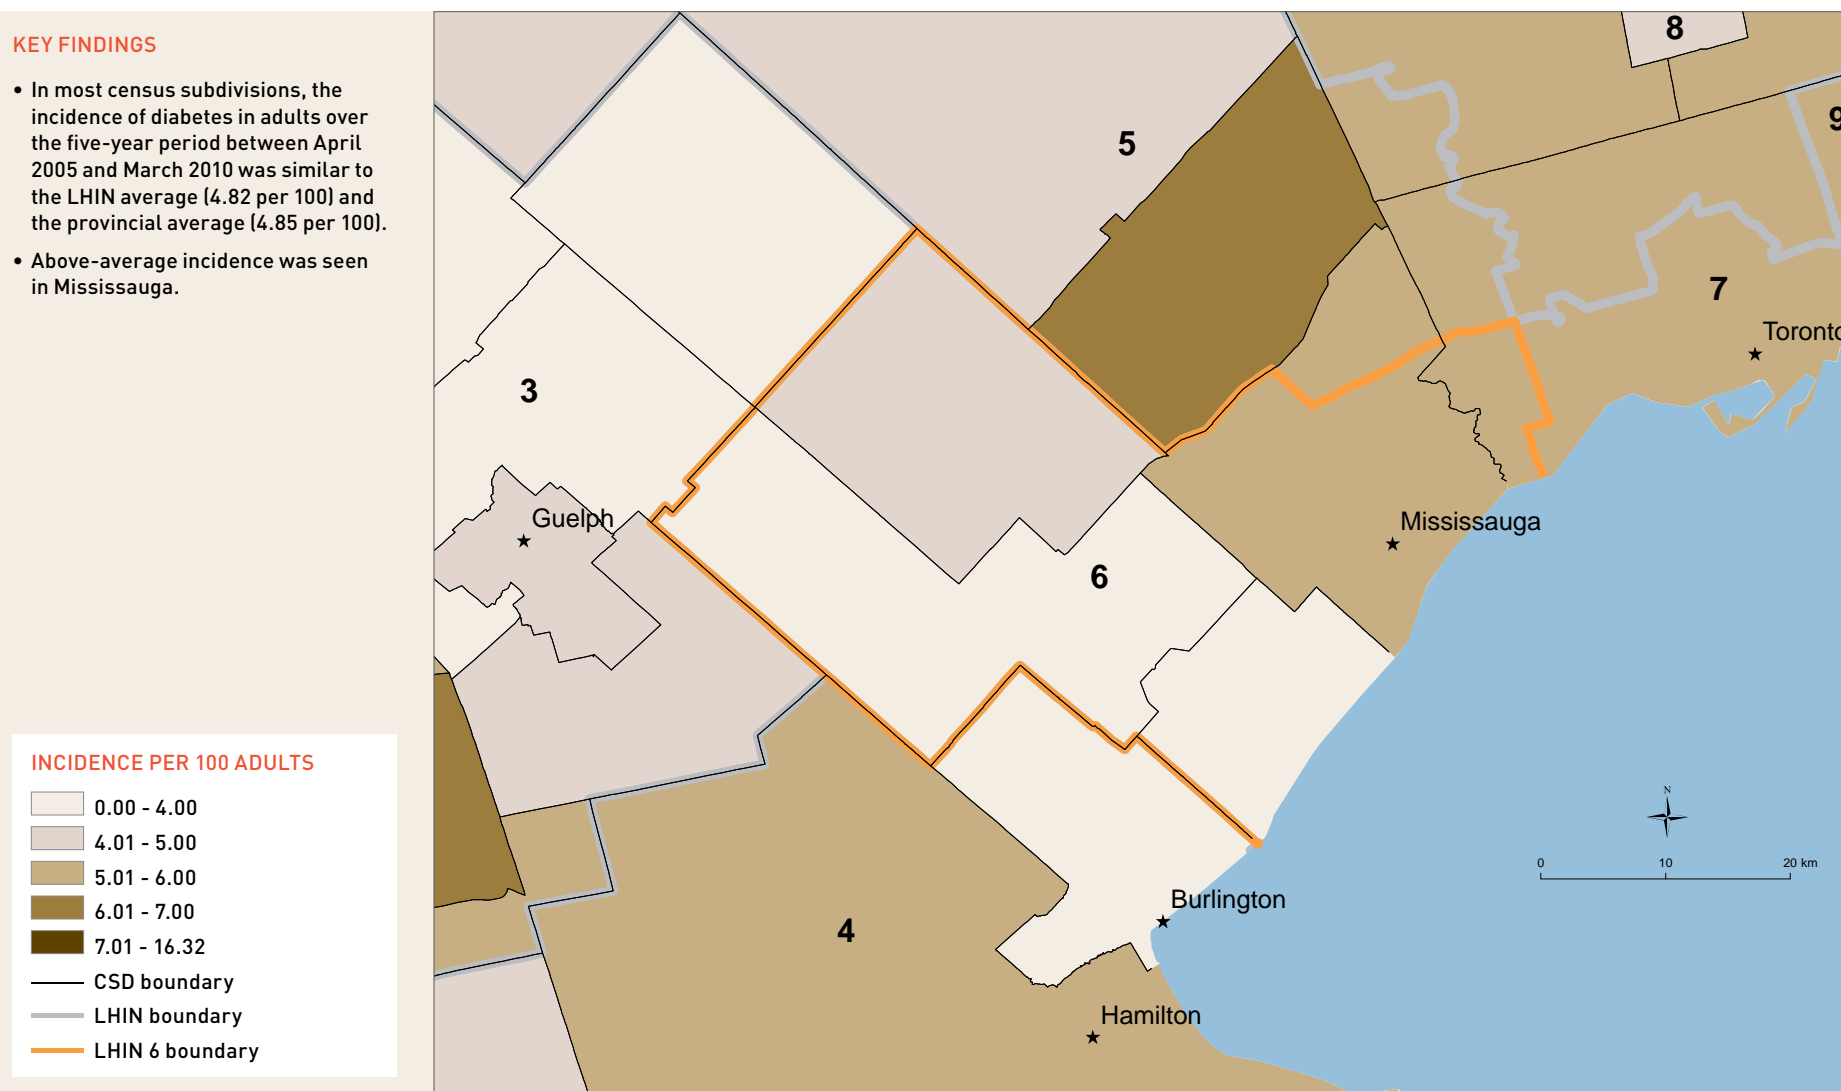 KEY FINDINGS
• In most census subdivisions, the
incidence of diabetes in adults over
the five-year period between April
2005 and March 2010 was similar to
the LHIN average (4.82 per 100) and
the provincial average (4.85 per 100).
• Above-average incidence was seen
in Mississauga.
INCIDENCE PER 100 ADULTS
0.00 - 4.00
4.01 - 5.00
5.01 - 6.00
6.01 - 7.00
7.01 - 16.32
CSD boundary
LHIN boundary
LHIN 6 boundary
8
5
9
7
Toronto
3
Guelph
Mississauga
6
N
0 10 20 km
Burlington
4
Hamilton